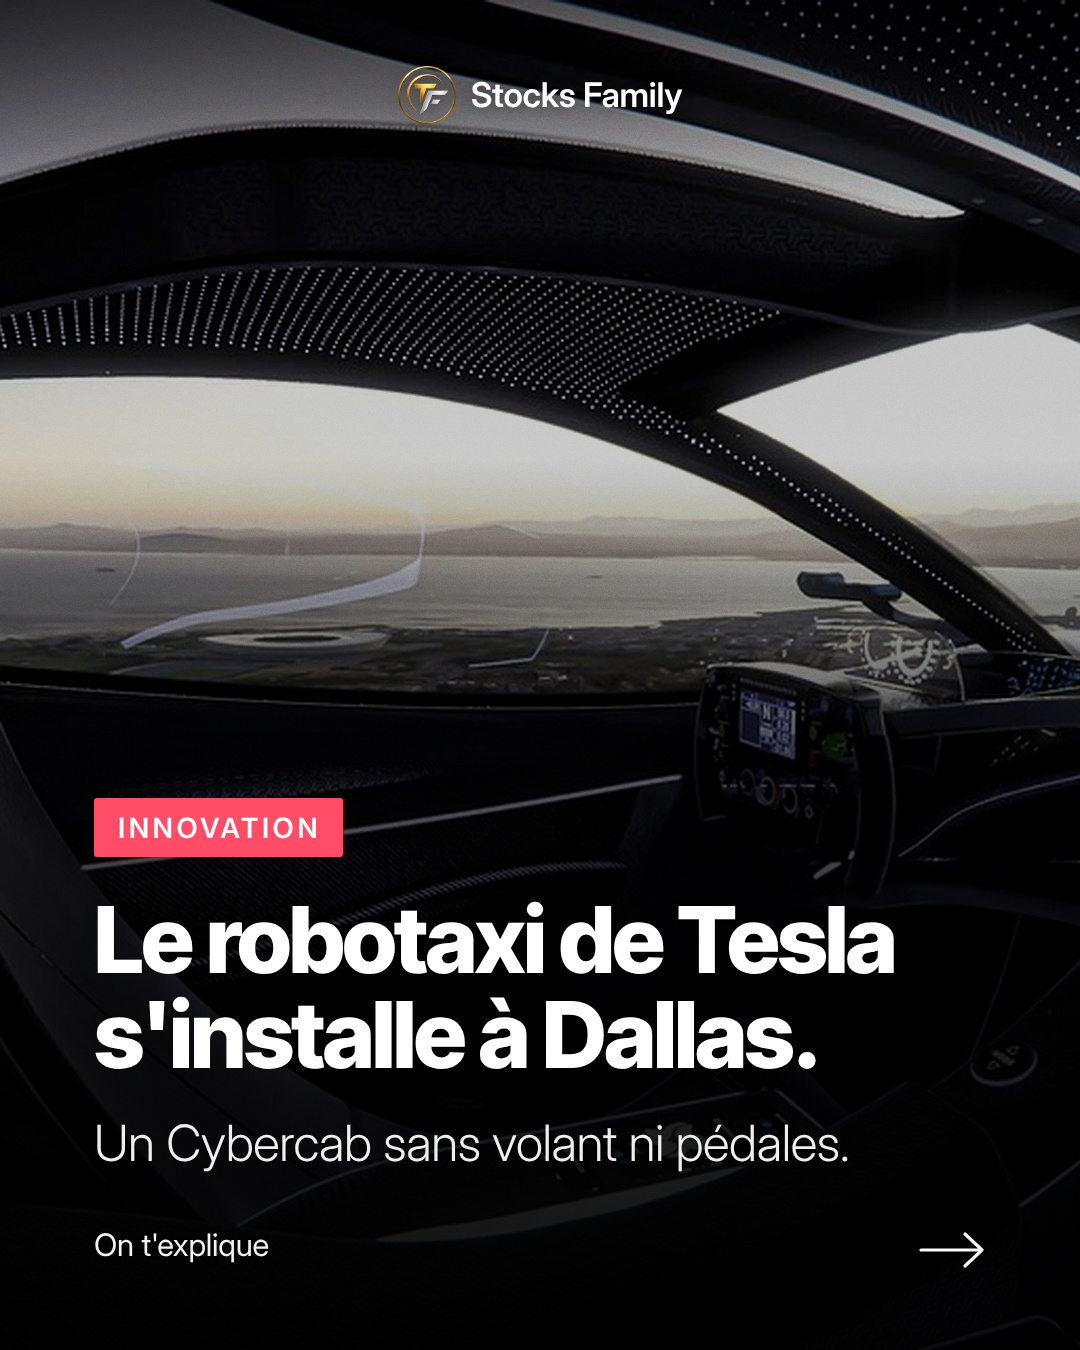 Stocks Family
INNOVATION
Le robotaxi de Tesla
s'installe à Dallas.
Un Cybercab sans volant ni pédales.
On t'explique